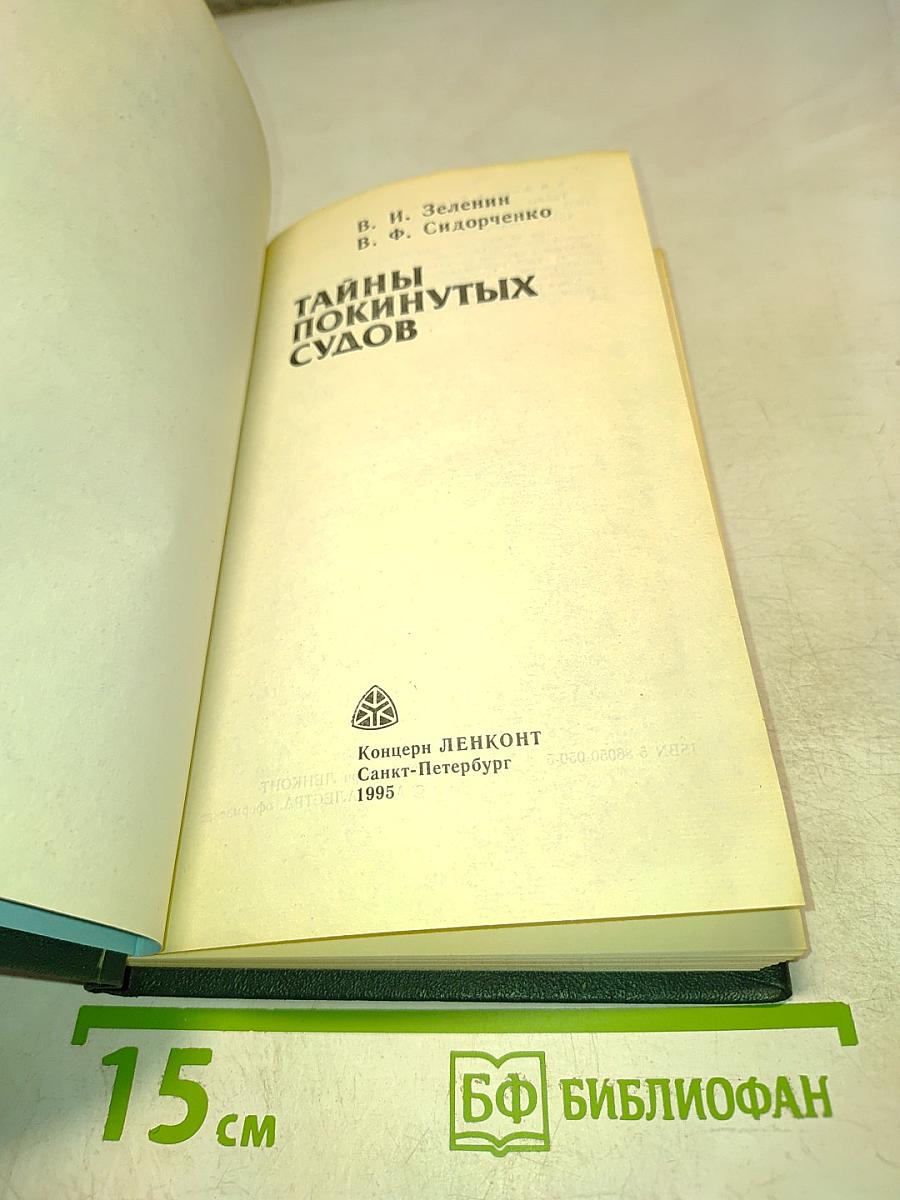 В. И. Зеленин
В. Ф. Сидорченко
ТАЙНЫ
ПОКИНУТЫХ
СУДОВ
Концерн ЛЕНКОНТ
Санкт-Петербург
1995
15 см
БФ БИБЛИОФАН